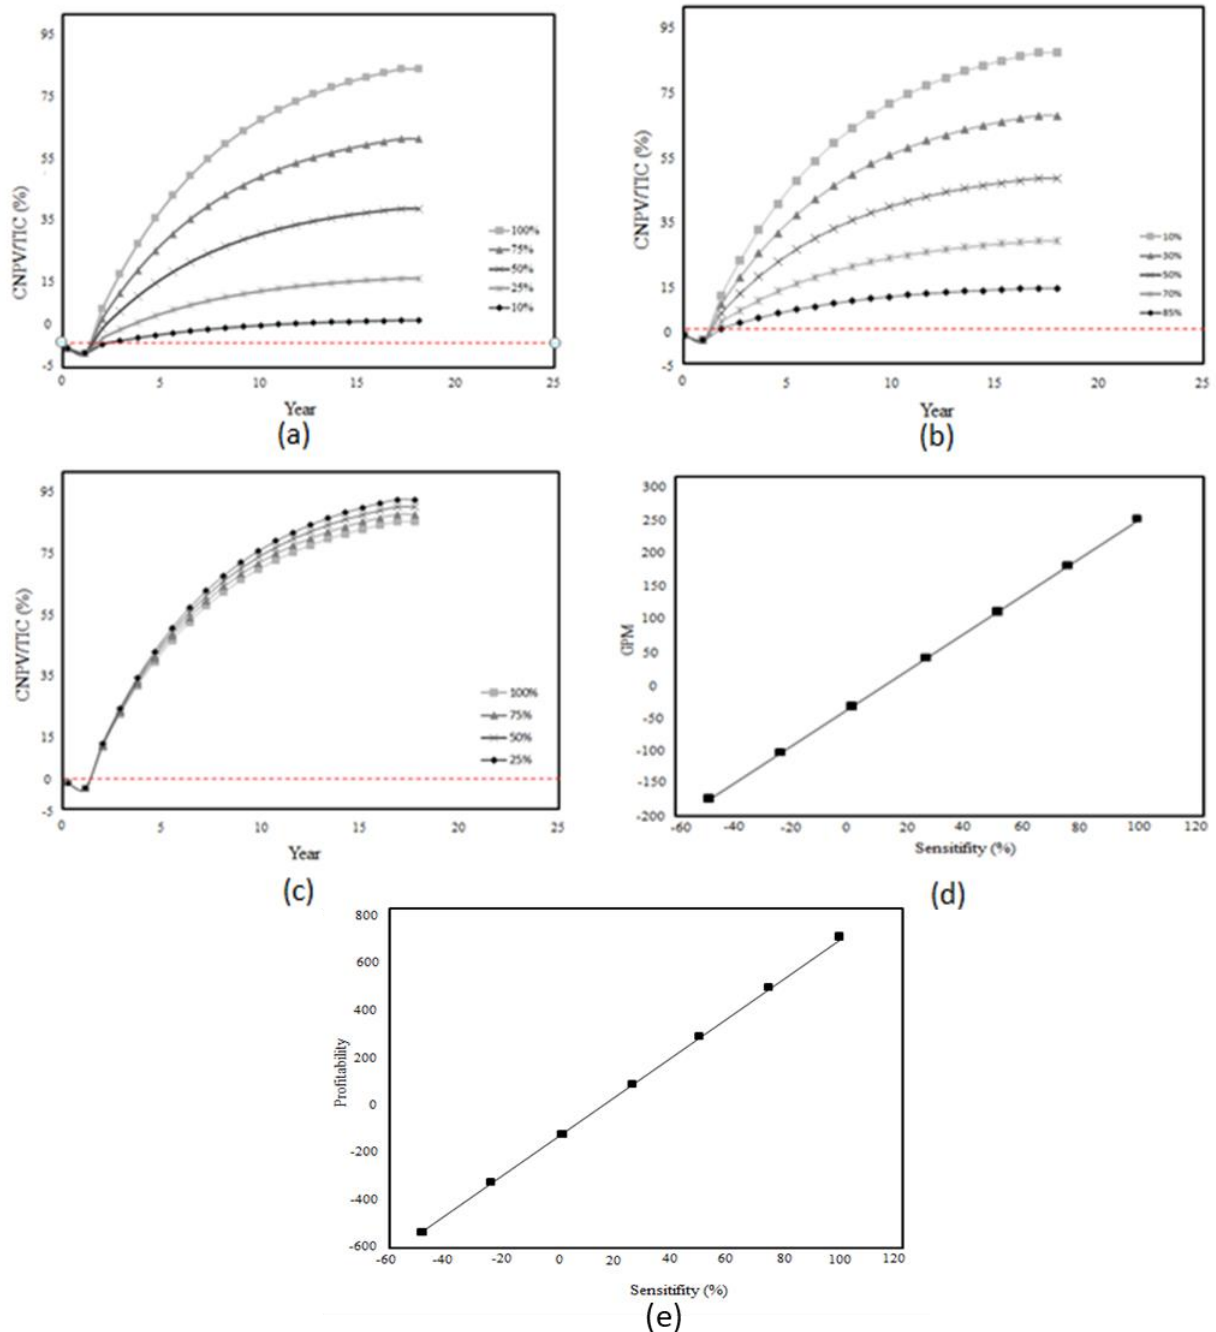 95
75
55
35
15
0
-5
CNPV/TIC (%)
100%
75%
50%
25%
10%
0 5 10 15 20 25
Year
(a)
95
75
55
35
15
0
-5
CNPV/TIC (%)
10%
30%
50%
70%
85%
0 5 10 15 20 25
Year
(b)
95
75
55
35
15
0
-5
CNPV/TIC (%)
100%
75%
50%
25%
0 5 10 15 20 25
Year
(c)
300
250
200
150
100
50
0
-50
-100
-150
-200
GPM
-60 -40 -20 0 20 40 60 80 100 120
Sensitifity (%)
(d)
800
600
400
200
0
-200
-400
-600
Profitability
-60 -40 -20 0 20 40 60 80 100 120
Sensitifity (%)
(e)